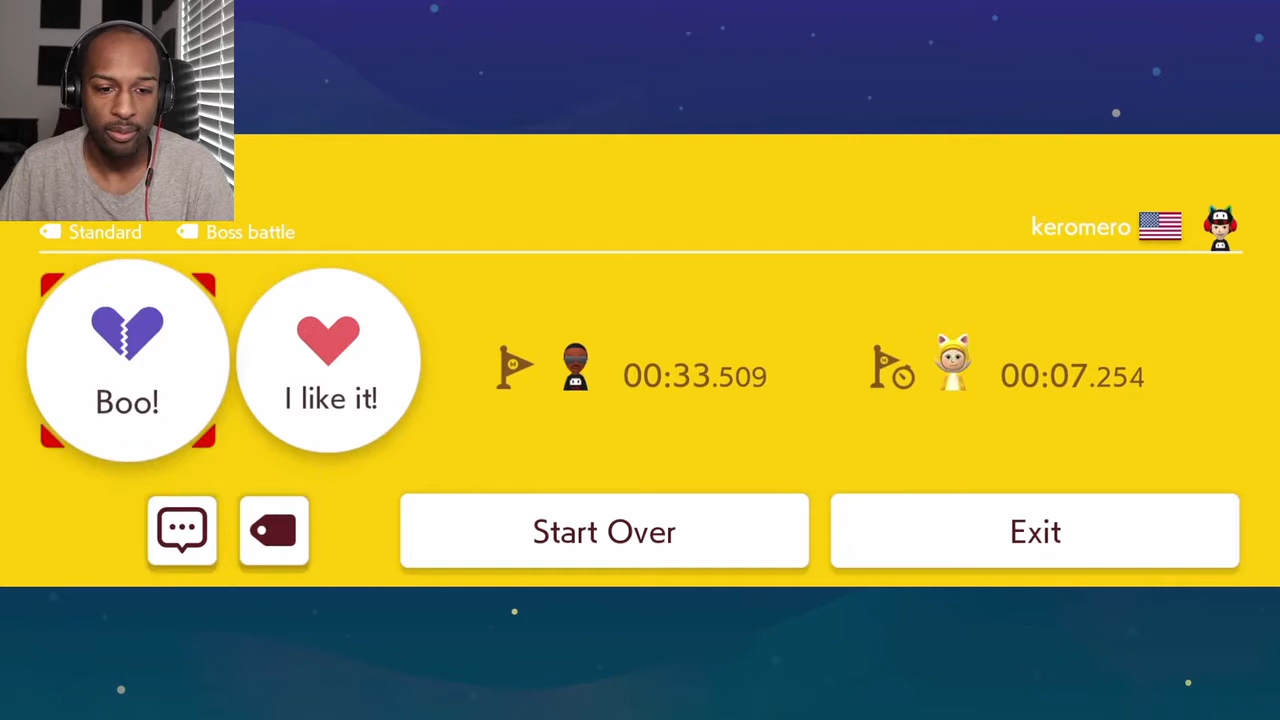 Standard
Boss battle
keromero
Boo!
I like it!
00:33.509
00:07.254
Start Over
Exit